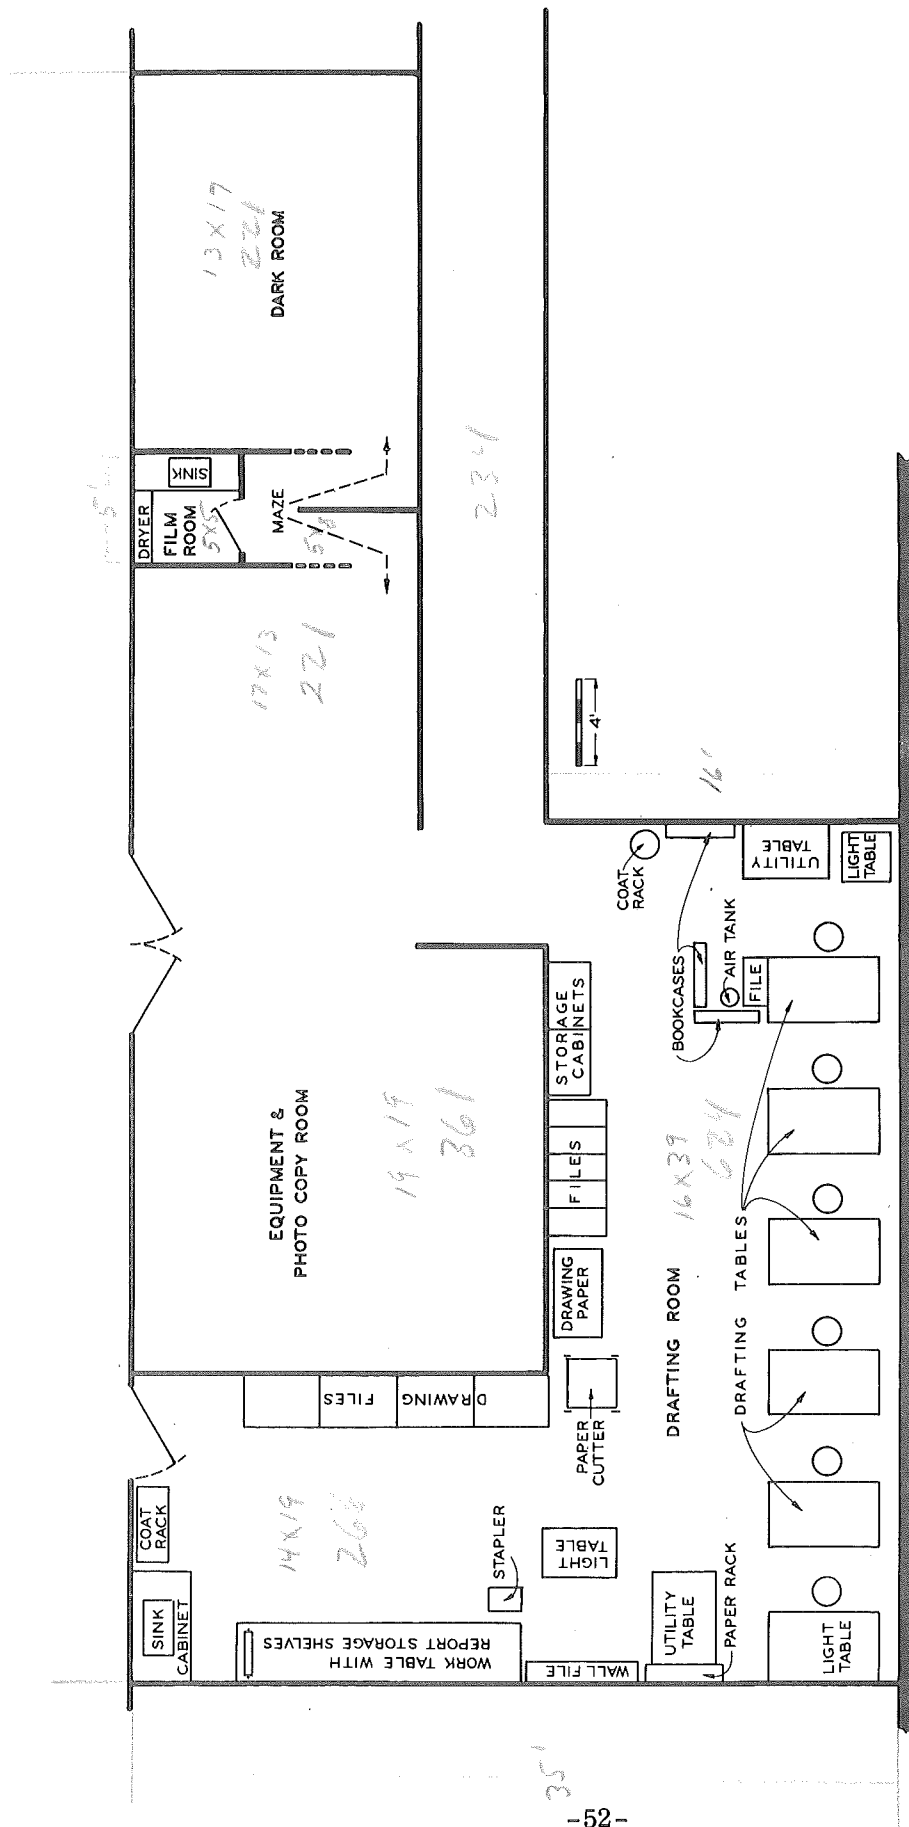 13 X 17
221
DARK ROOM
5'
SINK
DRYER
FILM
ROOM
5X5
MAZE
5X8
234
17 X 13
221
4'
16'
COAT
RACK
UTILITY
TABLE
LIGHT
TABLE
BOOKCASES
AIR TANK
FILE
STORAGE
CABINETS
EQUIPMENT &
PHOTO COPY ROOM
19 X 19
361
FILES
16 X 39
624
DRAWING
PAPER
DRAFTING ROOM
DRAFTING TABLES
DRAWING FILES
PAPER
CUTTER
COAT
RACK
14 X 19
STAPLER
LIGHT
TABLE
SINK
CABINET
WORK TABLE WITH
REPORT STORAGE SHELVES
WALL FILE
UTILITY
TABLE
PAPER RACK
LIGHT
TABLE
35'
-52-